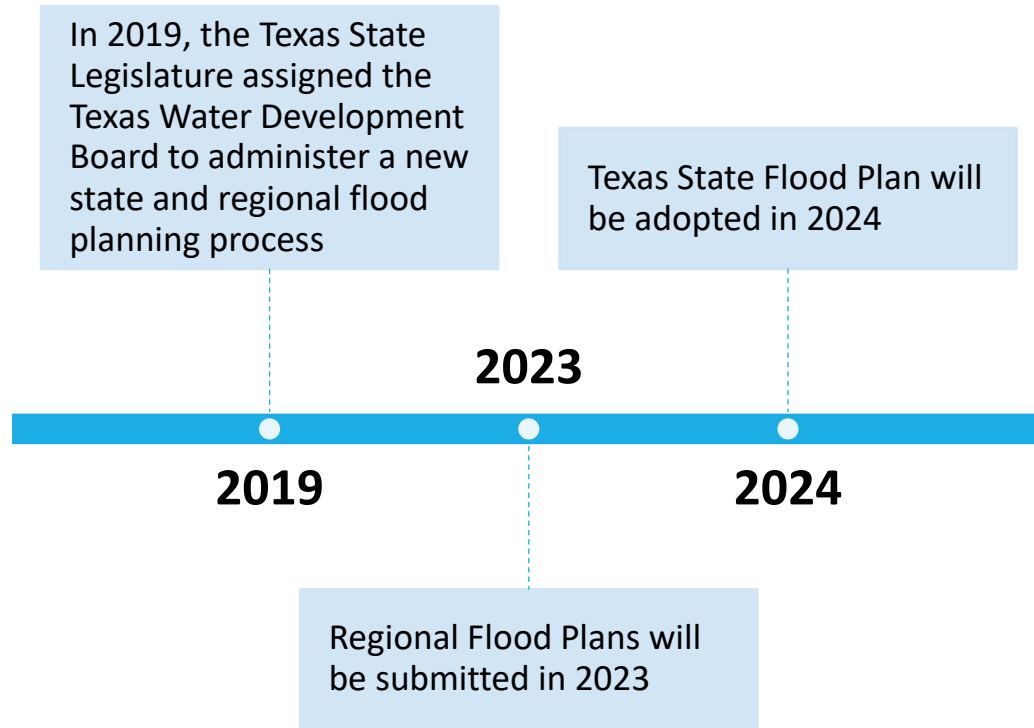 In 2019, the Texas State
Legislature assigned the
Texas Water Development
Board to administer a new
state and regional flood
planning process
Texas State Flood Plan will
be adopted in 2024
2023
2019
2024
Regional Flood Plans will
be submitted in 2023